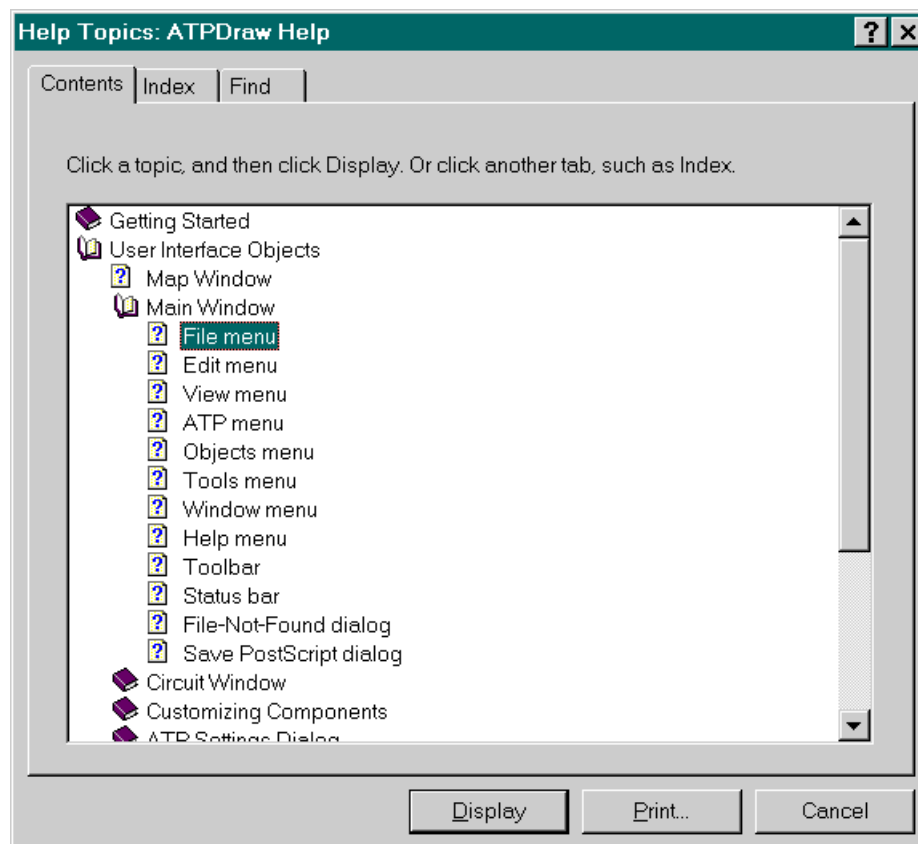 Help Topics: ATPDraw Help
Contents Index Find
Click a topic, and then click Display. Or click another tab, such as Index.
Getting Started
User Interface Objects
Map Window
Main Window
File menu
Edit menu
View menu
ATP menu
Objects menu
Tools menu
Window menu
Help menu
Toolbar
Status bar
File-Not-Found dialog
Save PostScript dialog
Circuit Window
Customizing Components
ATP Settings Dialog
Display Print... Cancel